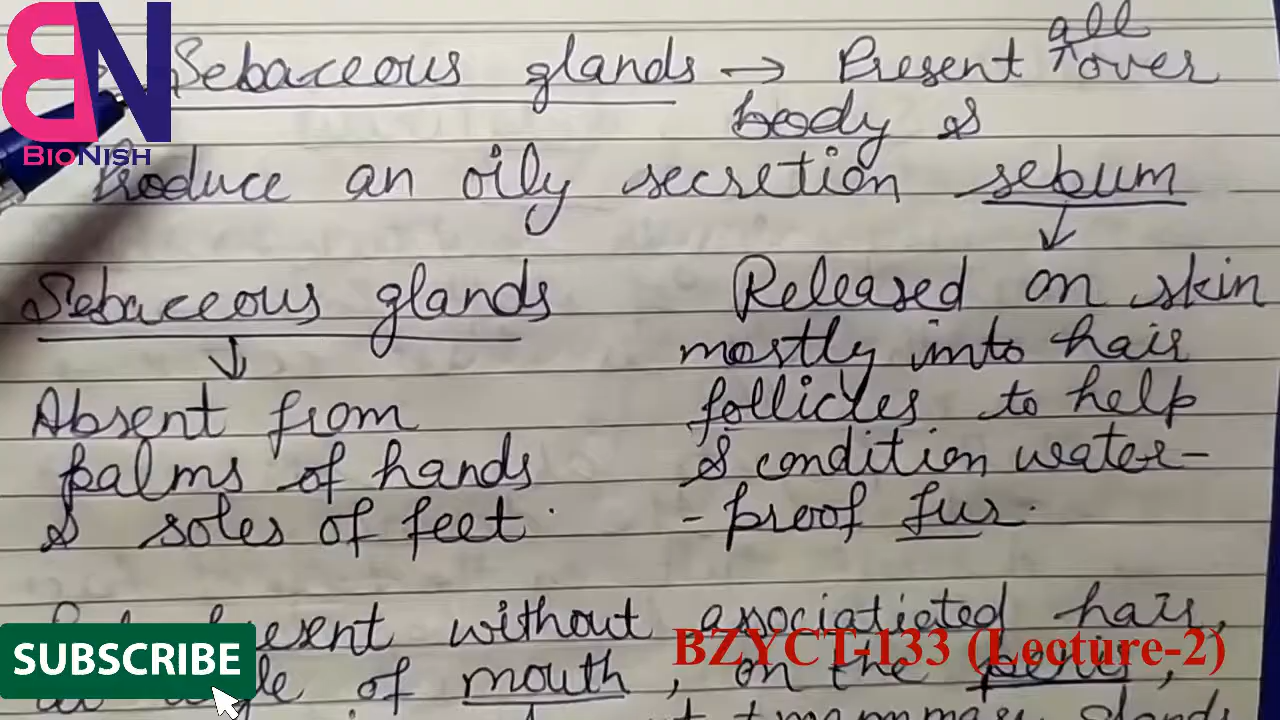 BN
BIONISH
Sebaceous glands → Present all over
body &
Produce an oily secretion sebum
↓
Sebaceous glands
↓
Absent from
palms of hands
& soles of feet.
Released on skin
mostly into hair
follicles to help
& condition water-
-proof fur.
without associatiated hair,
of mouth, on the penis,
SUBSCRIBE
BZYCT-133 (Lecture-2)